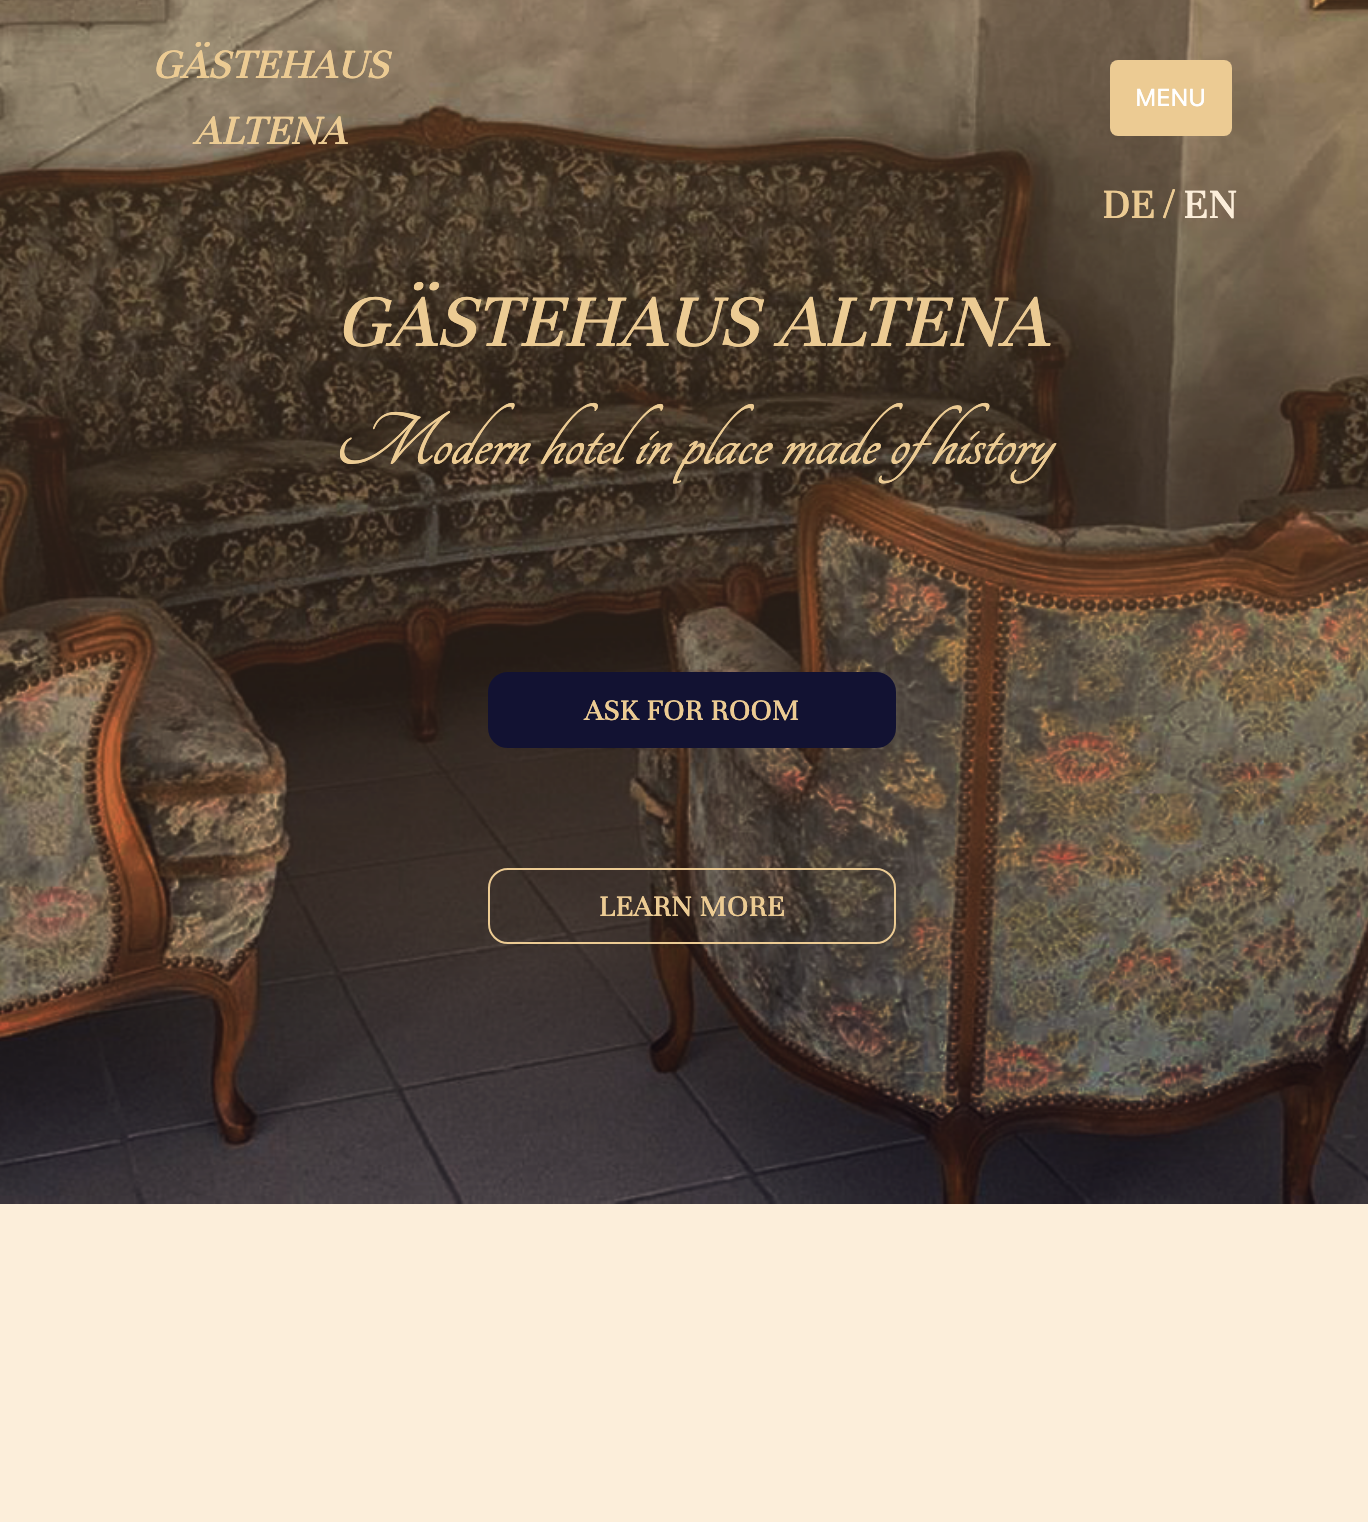 GÄSTEHAUS
ALTENA
MENU
DE / EN
GÄSTEHAUS ALTENA
Modern hotel in place made of history
ASK FOR ROOM
LEARN MORE